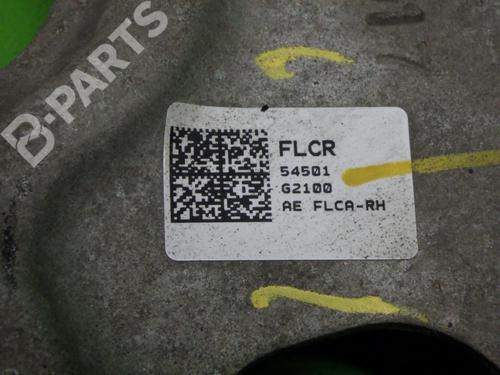 B-PARTS
FLCR
54501
G2100
AE FLCA-RH